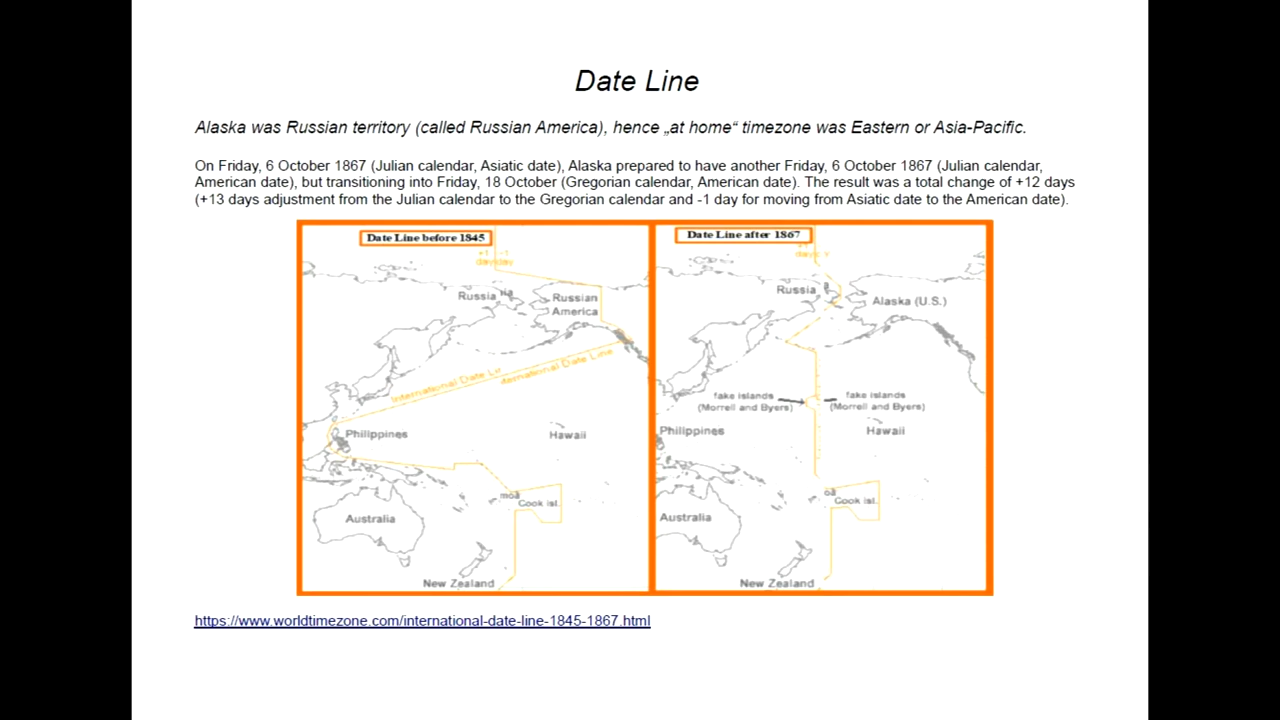 Date Line
Alaska was Russian territory (called Russian America), hence „at home“ timezone was Eastern or Asia-Pacific.
On Friday, 6 October 1867 (Julian calendar, Asiatic date), Alaska prepared to have another Friday, 6 October 1867 (Julian calendar,
American date), but transitioning into Friday, 18 October (Gregorian calendar, American date). The result was a total change of +12 days
(+13 days adjustment from the Julian calendar to the Gregorian calendar and -1 day for moving from Asiatic date to the American date).
Date Line before 1845
+1 -1
day day
Russia
Russian
America
International Date
International Date Line
Philippines
Hawaii
Cook isl.
Australia
New Zealand
Date Line after 1867
Russia
Alaska (U.S.)
fake islands
(Morrell and Byers)
fake islands
(Morrell and Byers)
Philippines
Hawaii
Cook isl.
Australia
New Zealand
https://www.worldtimezone.com/international-date-line-1845-1867.html